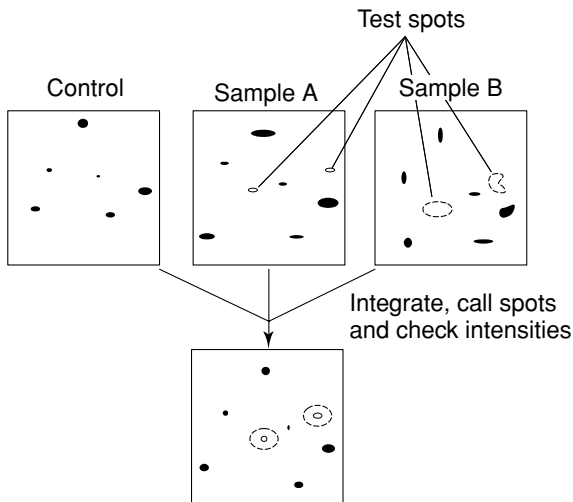 Test spots
Control
Sample A
Sample B
Integrate, call spots
and check intensities